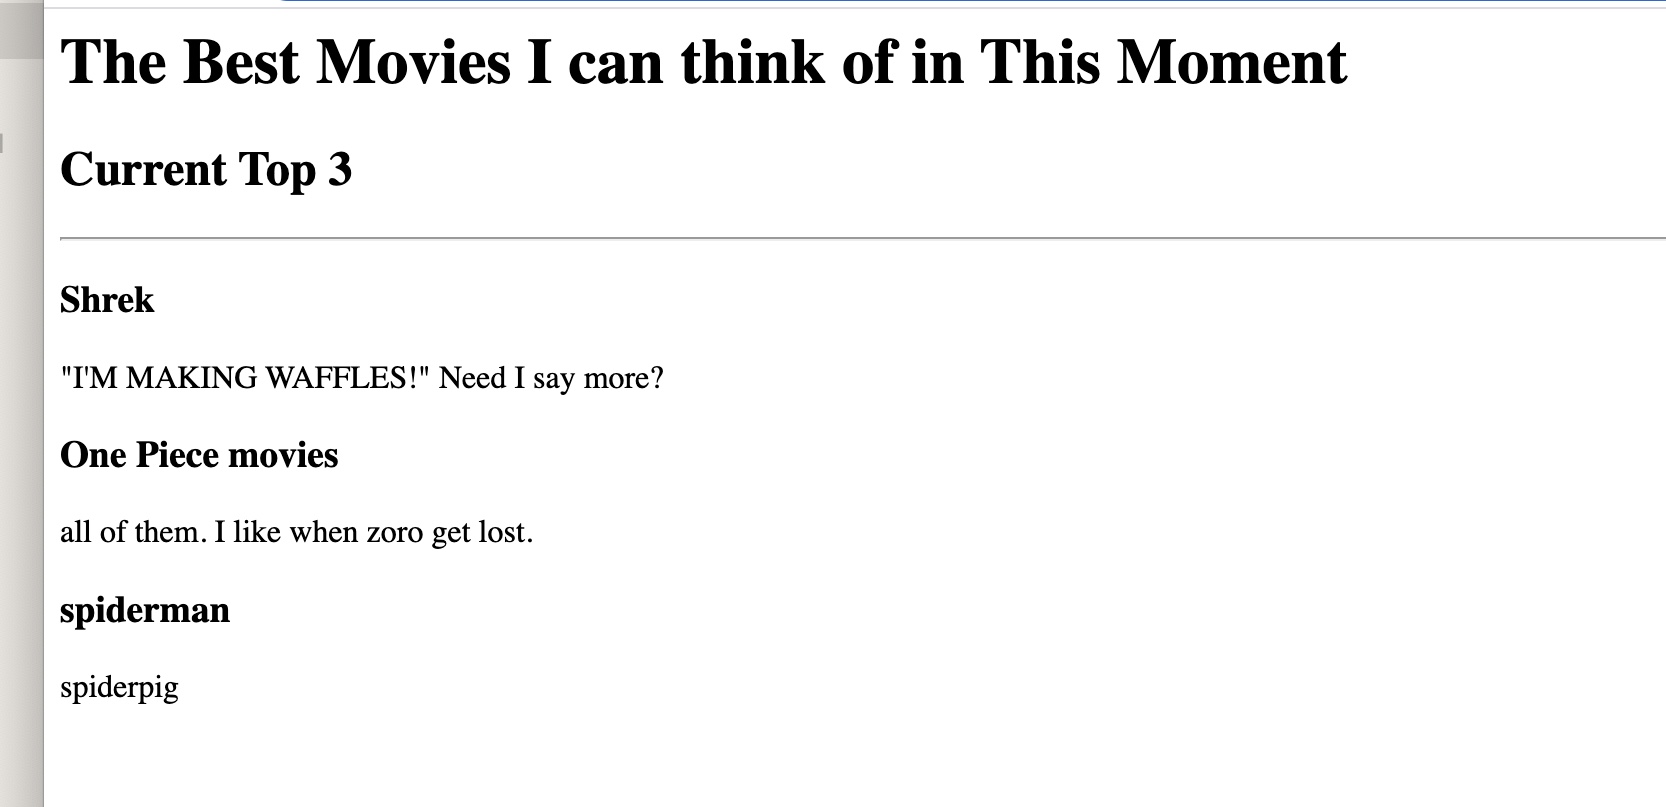 The Best Movies I can think of in This Moment
Current Top 3
Shrek
"I'M MAKING WAFFLES!" Need I say more?
One Piece movies
all of them. I like when zoro get lost.
spiderman
spiderpig